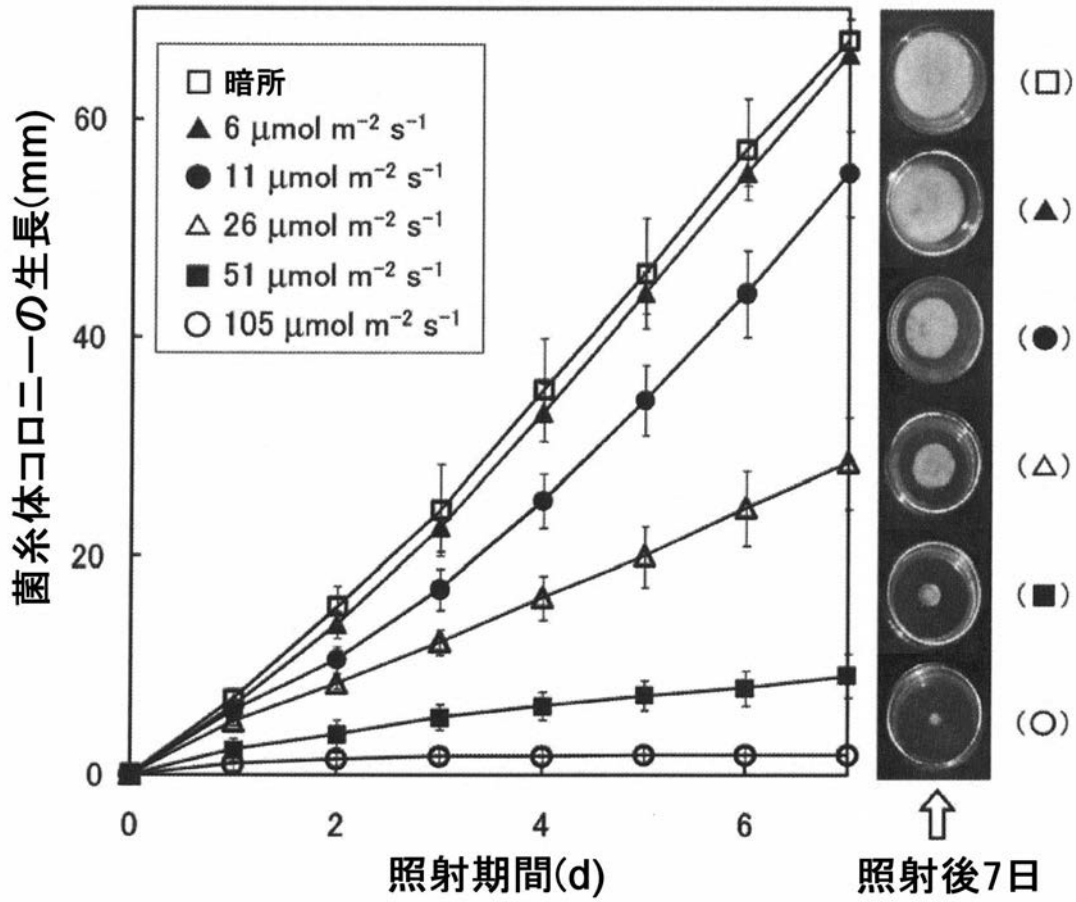 菌糸体コロニーの生長(mm)
60
40
20
0
□ 暗所
▲ 6 μmol m⁻² s⁻¹
● 11 μmol m⁻² s⁻¹
△ 26 μmol m⁻² s⁻¹
■ 51 μmol m⁻² s⁻¹
○ 105 μmol m⁻² s⁻¹
0 2 4 6
照射期間(d)
(□)
(▲)
(●)
(△)
(■)
(○)
照射後7日